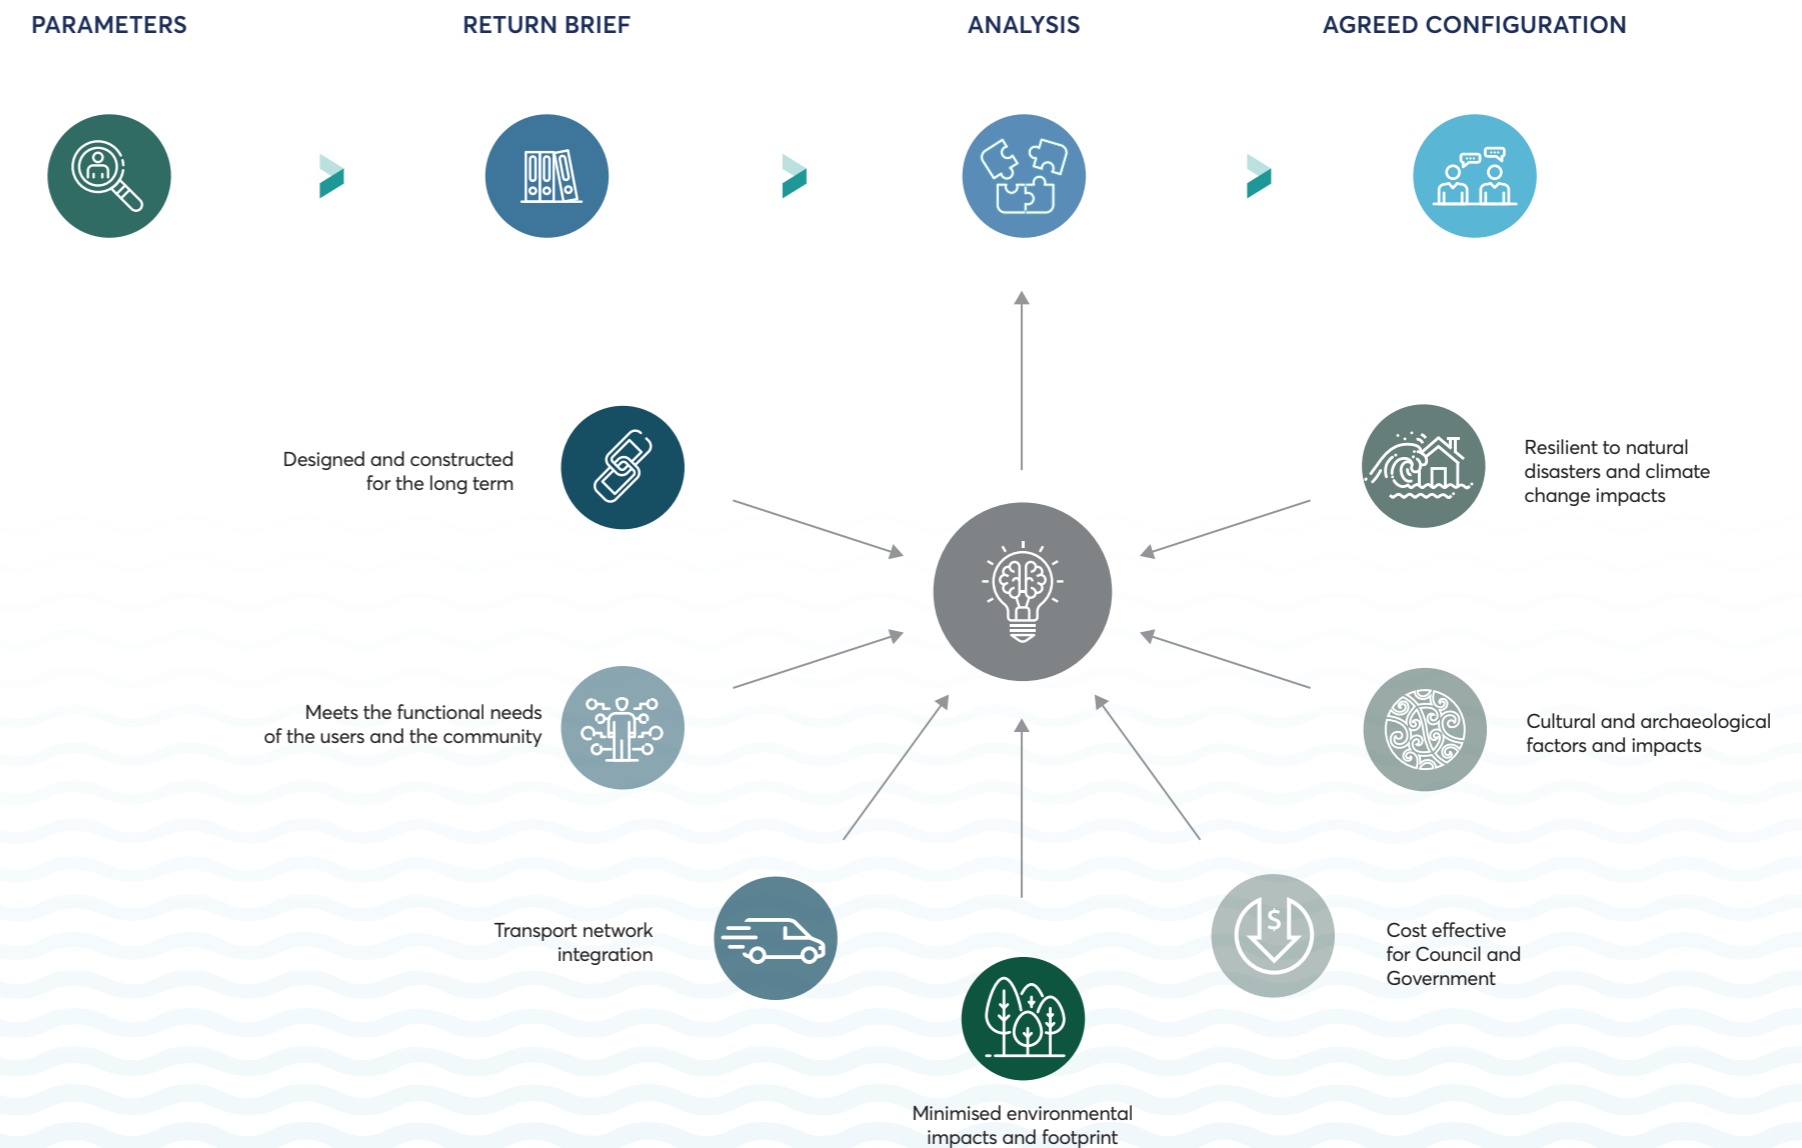 PARAMETERS
RETURN BRIEF
ANALYSIS
AGREED CONFIGURATION
Designed and constructed
for the long term
Resilient to natural
disasters and climate
change impacts
Meets the functional needs
of the users and the community
Cultural and archaeological
factors and impacts
Transport network
integration
$
Cost effective
for Council and
Government
Minimised environmental
impacts and footprint